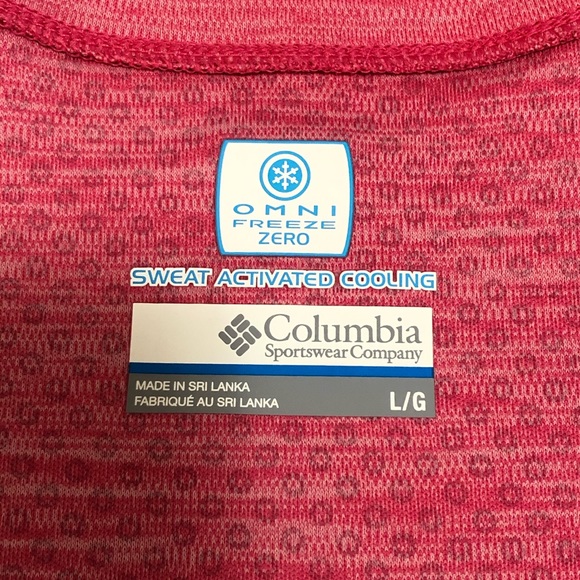 OMNI
FREEZE
ZERO
SWEAT ACTIVATED COOLING
Columbia
Sportswear Company
MADE IN SRI LANKA
FABRIQUÉ AU SRI LANKA
L/G